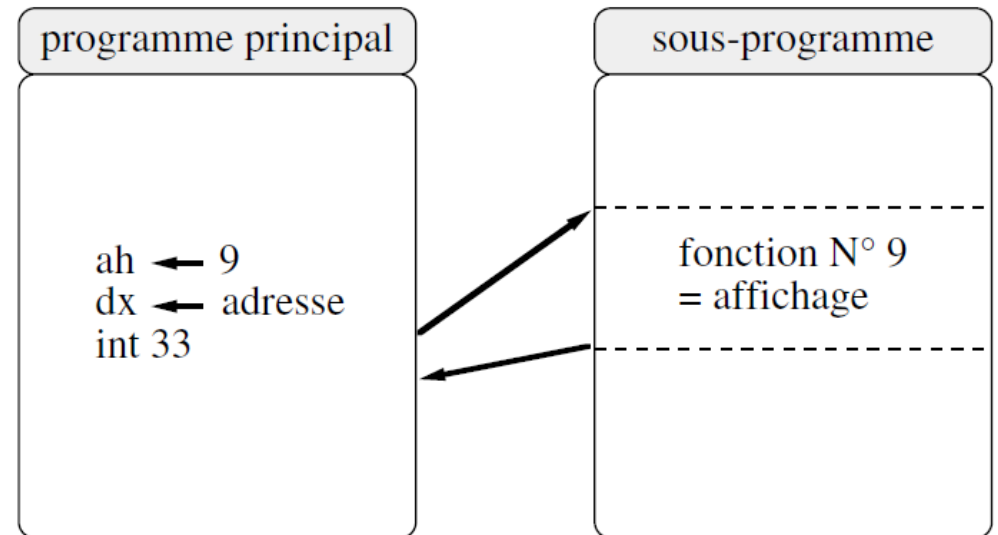 programme principal
sous-programme
ah ← 9
dx ← adresse
int 33
fonction N° 9
= affichage